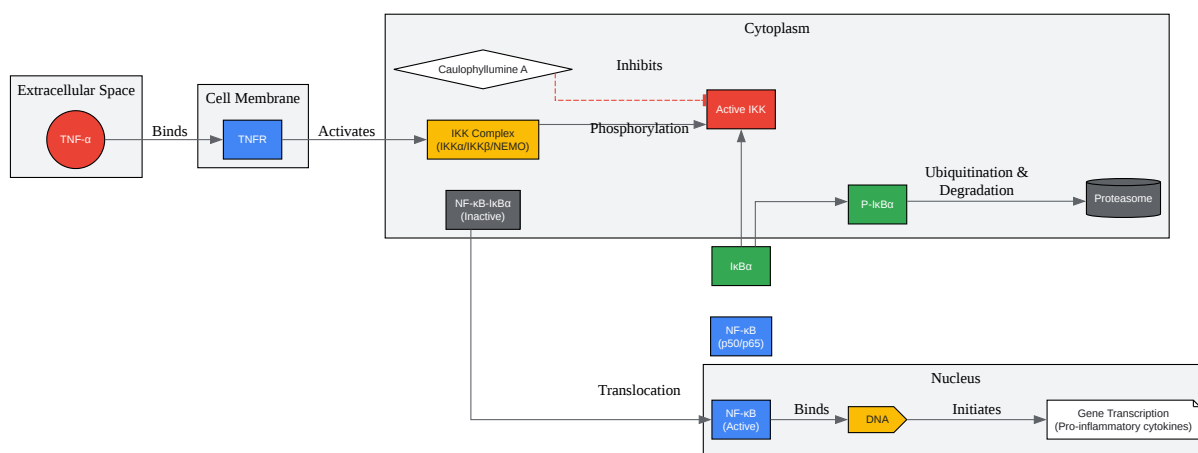 Cytoplasm
Extracellular Space
Cell Membrane
Caulophyllumine A
Inhibits
Active IKK
TNF-α
Binds
TNFR
Activates
IKK Complex
(IKKα/IKKβ/NEMO)
Phosphorylation
NF-κB-IκBα
(Inactive)
P-IκBα
Ubiquitination &
Degradation
Proteasome
IκBα
NF-κB
(p50/p65)
Nucleus
Translocation
NF-κB
(Active)
Binds
DNA
Initiates
Gene Transcription
(Pro-inflammatory cytokines)